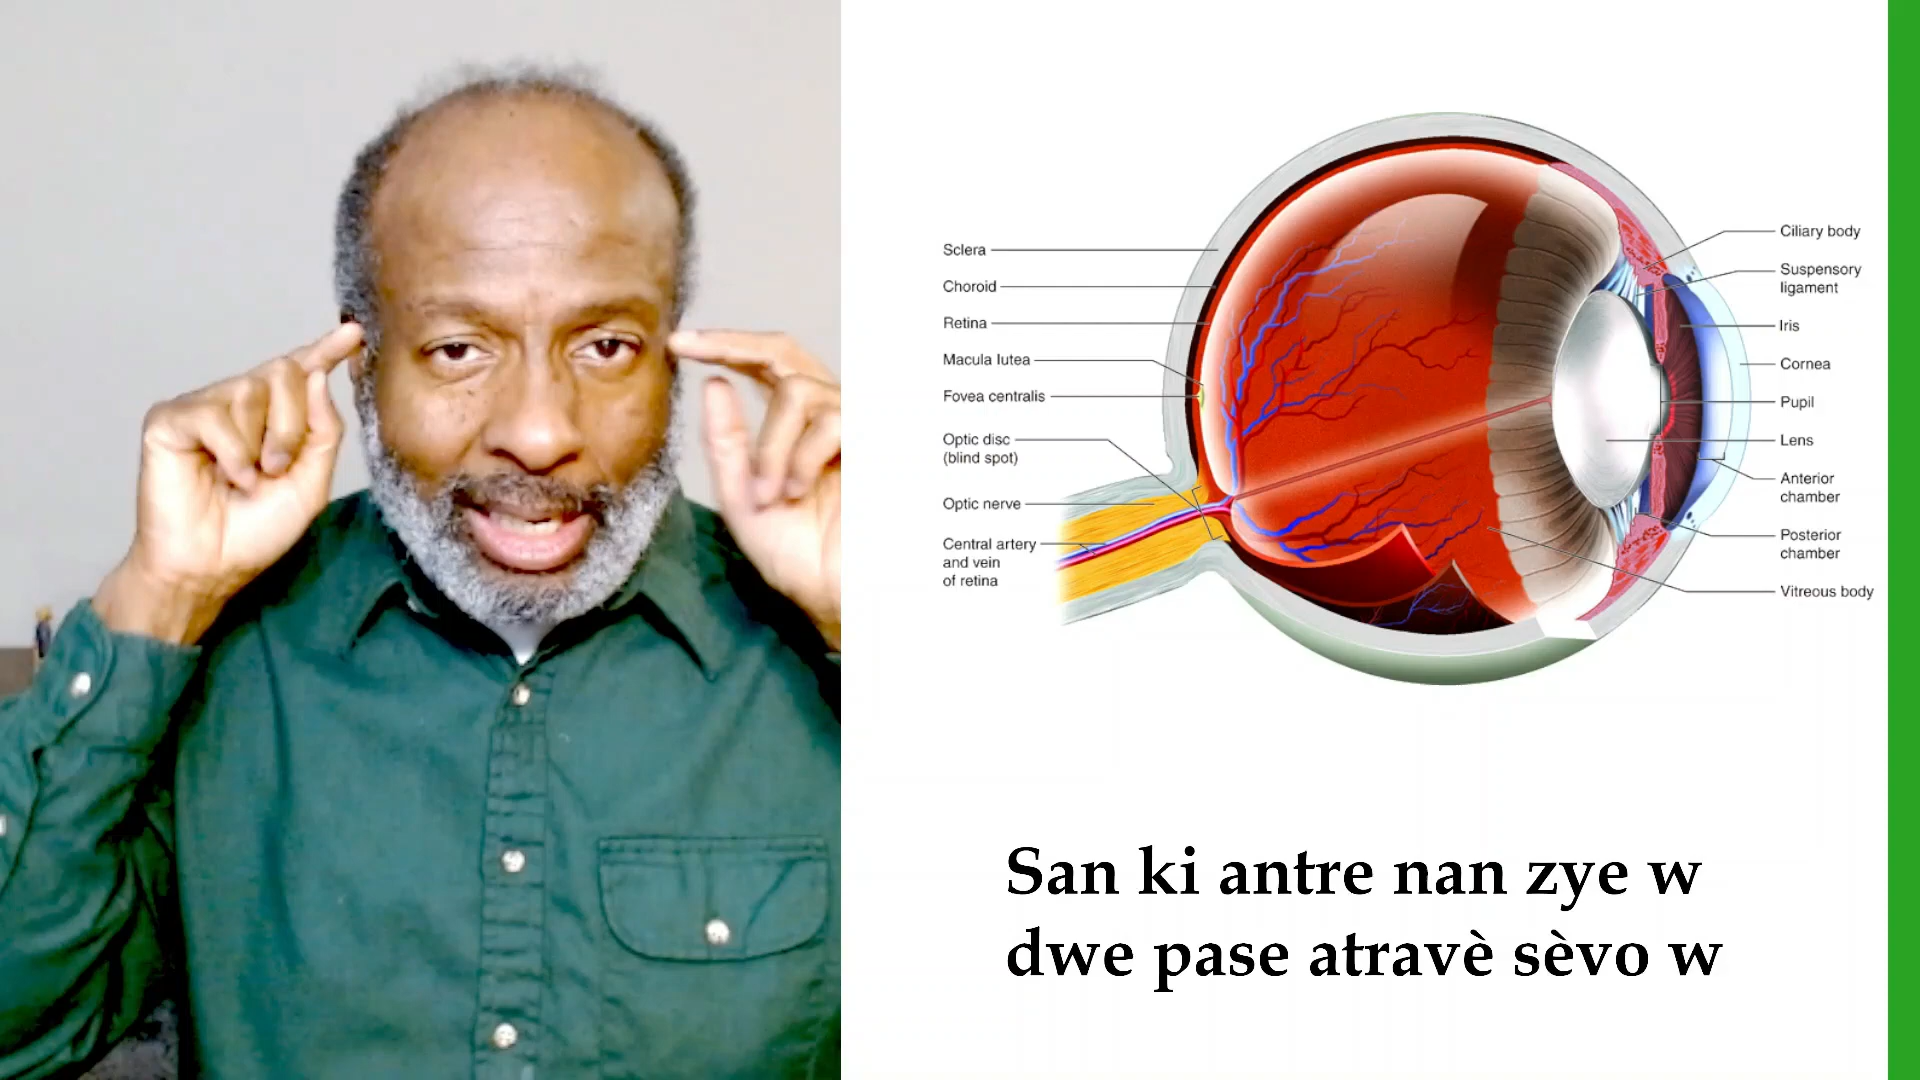 Sclera
Choroid
Retina
Macula lutea
Fovea centralis
Optic disc
(blind spot)
Optic nerve
Central artery
and vein
of retina
Ciliary body
Suspensory
ligament
Iris
Cornea
Pupil
Lens
Anterior
chamber
Posterior
chamber
Vitreous body
San ki antre nan zye w
dwe pase atravè sèvo w